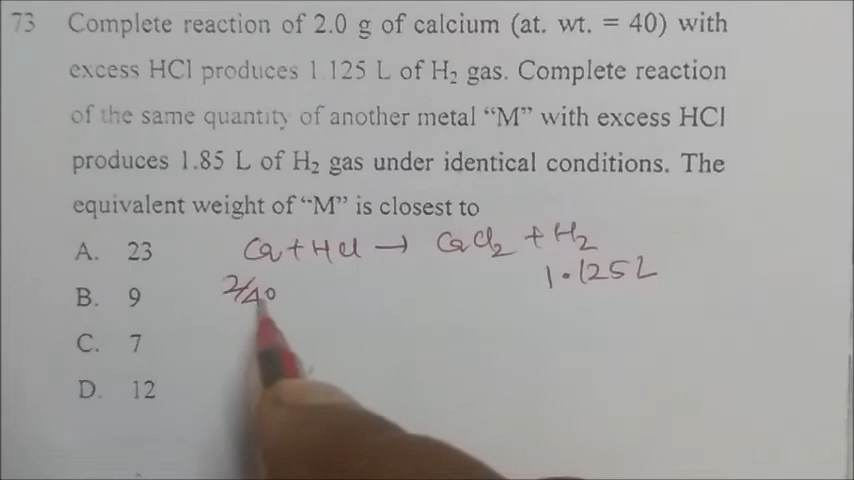 73 Complete reaction of 2.0 g of calcium (at. wt. = 40) with
excess HCl produces 1.125 L of H₂ gas. Complete reaction
of the same quantity of another metal “M” with excess HCl
produces 1.85 L of H₂ gas under identical conditions. The
equivalent weight of “M” is closest to
A. 23
Ca + HCl → CaCl₂ + H₂
1.125L
B. 9
2/40
C. 7
D. 12